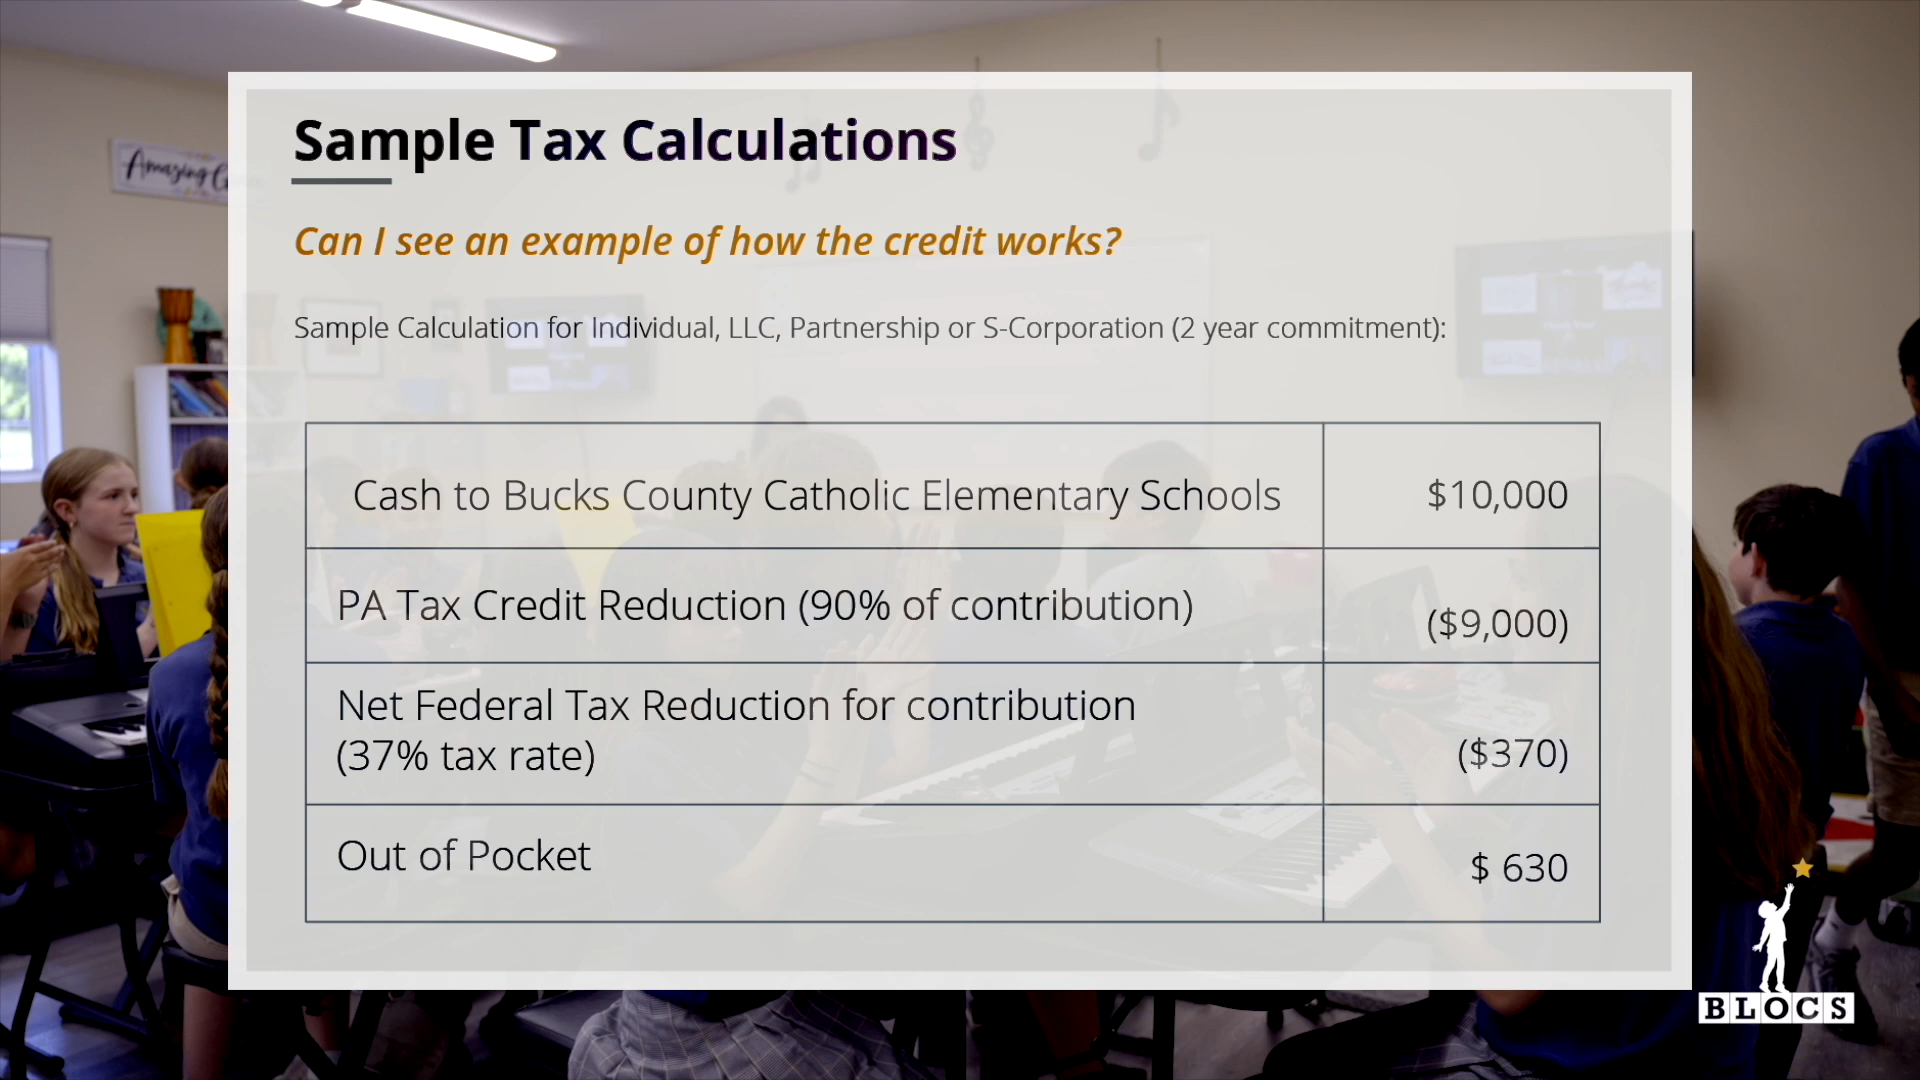 Amazing
Sample Tax Calculations
Can I see an example of how the credit works?
Sample Calculation for Individual, LLC, Partnership or S-Corporation (2 year commitment):
Cash to Bucks County Catholic Elementary Schools $10,000
PA Tax Credit Reduction (90% of contribution) ($9,000)
Net Federal Tax Reduction for contribution
(37% tax rate) ($370)
Out of Pocket $ 630
BLOCS